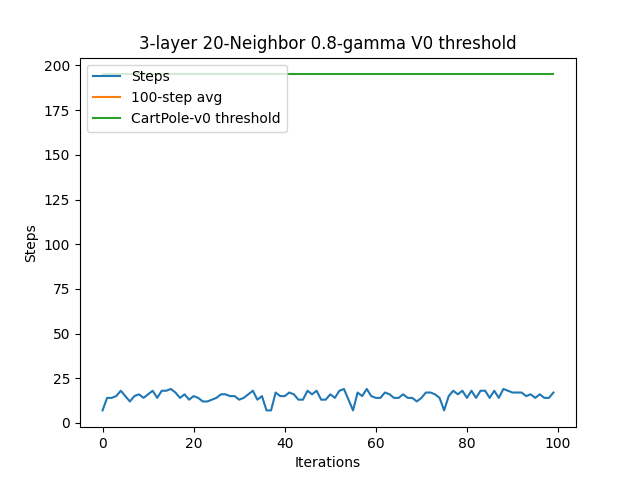 3-layer 20-Neighbor 0.8-gamma V0 threshold
200
175
150
125
100
75
50
25
0
Steps
Steps
100-step avg
CartPole-v0 threshold
0
20
40
60
80
100
Iterations